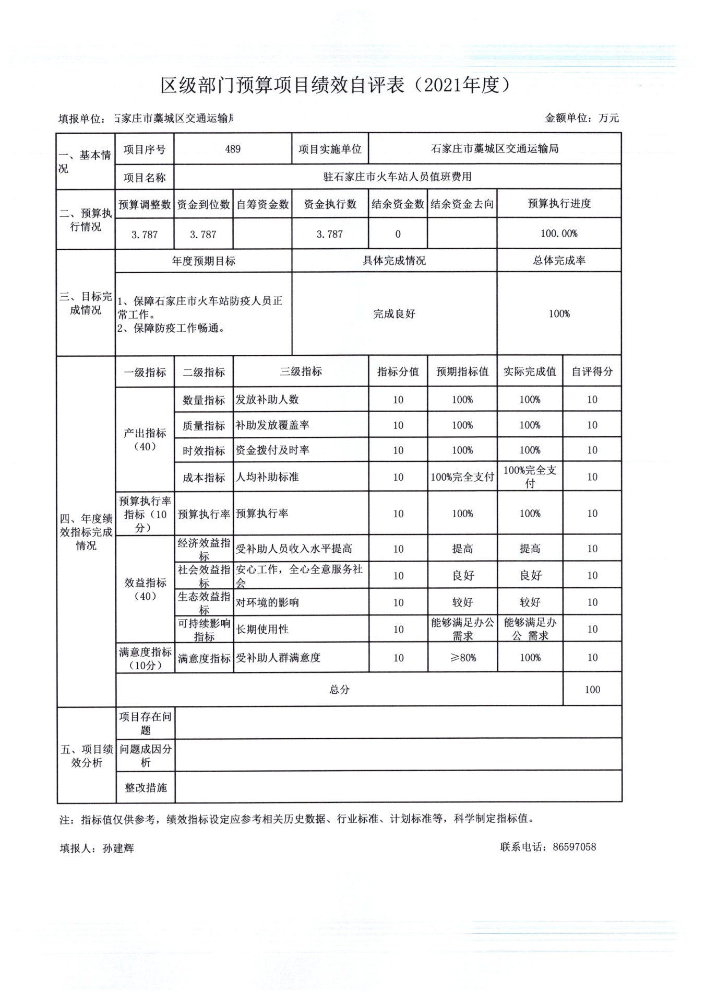 区级部门预算项目绩效自评表（2021年度）
填报单位： 石家庄市藁城区交通运输局 金额单位：万元
一、基本情况 项目序号 489 项目实施单位 石家庄市藁城区交通运输局
项目名称 驻石家庄市火车站人员值班费用
二、预算执行情况 预算调整数 资金到位数 自筹资金数 资金执行数 结余资金数 结余资金去向 预算执行进度
3.787 3.787 3.787 0 100.00%
三、目标完成情况 年度预期目标 具体完成情况 总体完成率
1、保障石家庄市火车站防疫人员正
常工作。
2、保障防疫工作畅通。
完成良好 100%
四、年度绩效指标完成情况 一级指标 二级指标 三级指标 指标分值 预期指标值 实际完成值 自评得分
产出指标（40） 数量指标 发放补助人数 10 100% 100% 10
质量指标 补助发放覆盖率 10 100% 100% 10
时效指标 资金拨付及时率 10 100% 100% 10
成本指标 人均补助标准 10 100%完全支付 100%完全支付 10
预算执行率指标（10分） 预算执行率 预算执行率 10 100% 100% 10
效益指标（40） 经济效益指标 受补助人员收入水平提高 10 提高 提高 10
社会效益指标 安心工作，全心全意服务社会 10 良好 良好 10
生态效益指标 对环境的影响 10 较好 较好 10
可持续影响指标 长期使用性 10 能够满足办公需求 能够满足办公 需求 10
满意度指标（10分） 满意度指标 受补助人群满意度 10 ≥80% 100% 10
总分 100
五、项目绩效分析 项目存在问题
问题成因分析
整改措施
注：指标值仅供参考，绩效指标设定应参考相关历史数据、行业标准、计划标准等，科学制定指标值。
填报人：孙建辉 联系电话：86597058